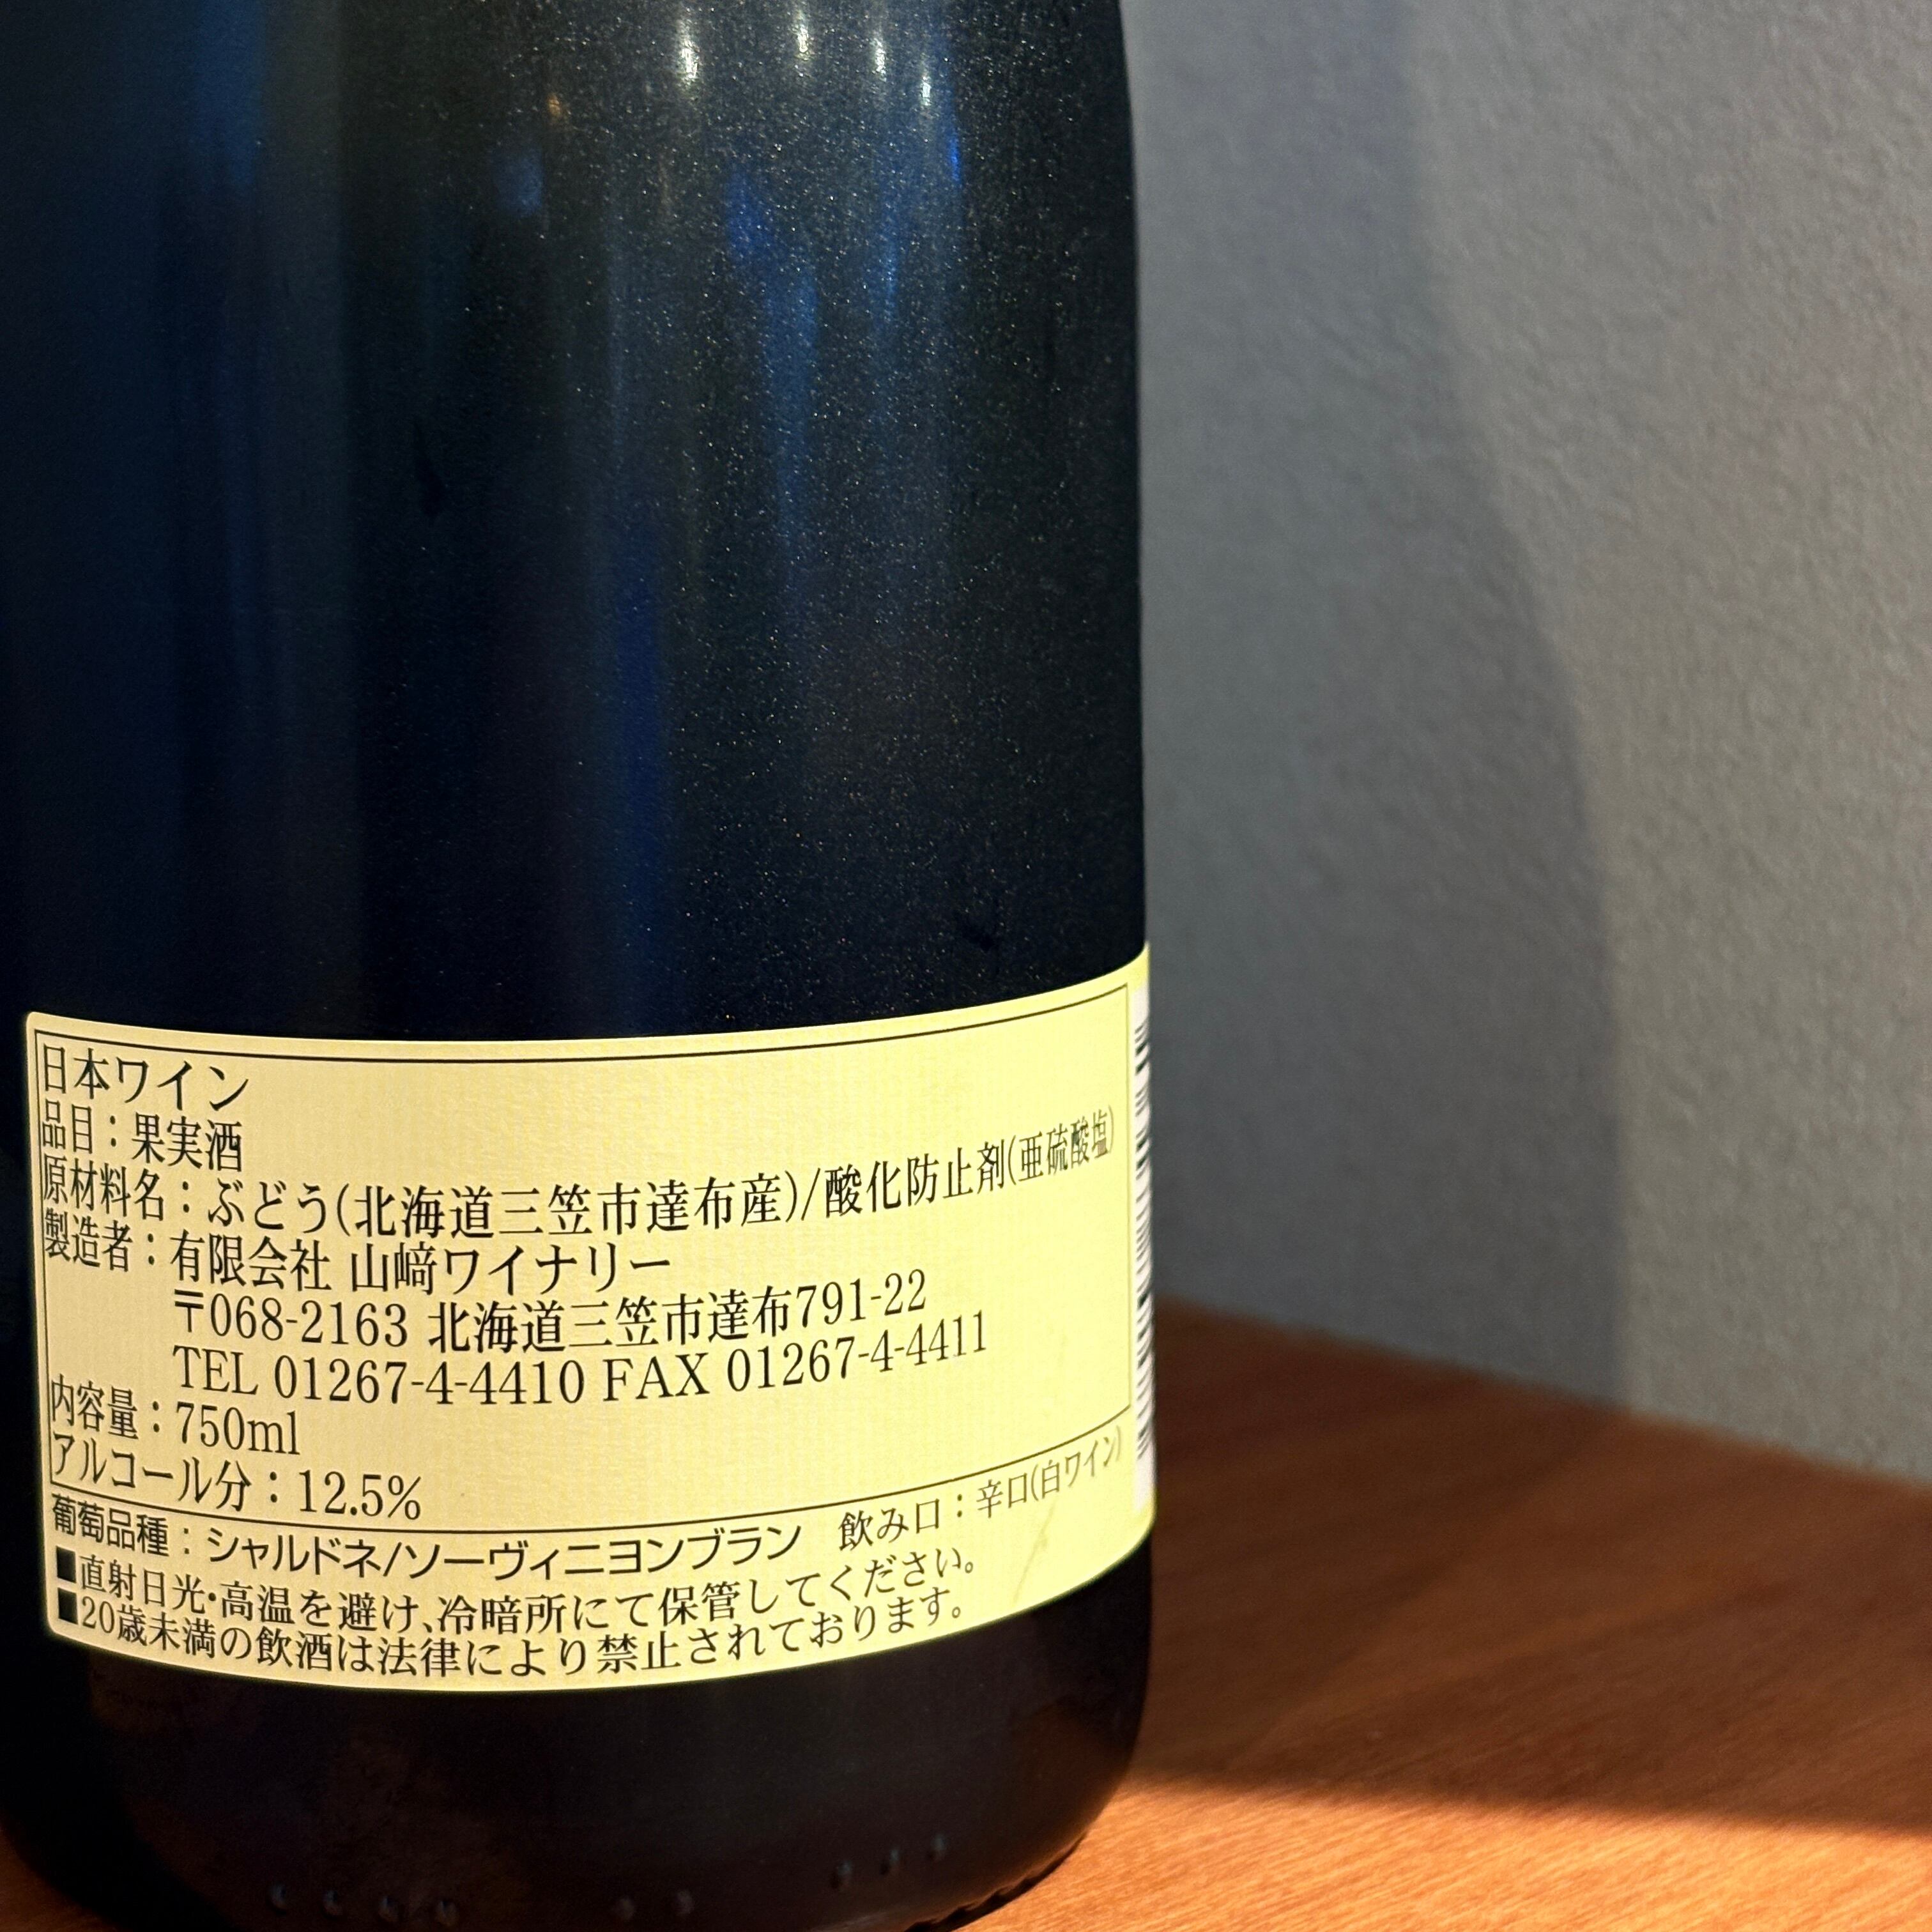 日本ワイン
品目：果実酒
原材料名：ぶどう(北海道三笠市達布産)/酸化防止剤(亜硫酸塩)
製造者：有限会社 山﨑ワイナリー
〒068-2163 北海道三笠市達布791-22
TEL 01267-4-4410 FAX 01267-4-4411
内容量：750ml
アルコール分：12.5%
葡萄品種：シャルドネ/ソーヴィニヨンブラン 飲み口：辛口(白ワイン)
■直射日光・高温を避け、冷暗所にて保管してください。
■20歳未満の飲酒は法律により禁止されております。